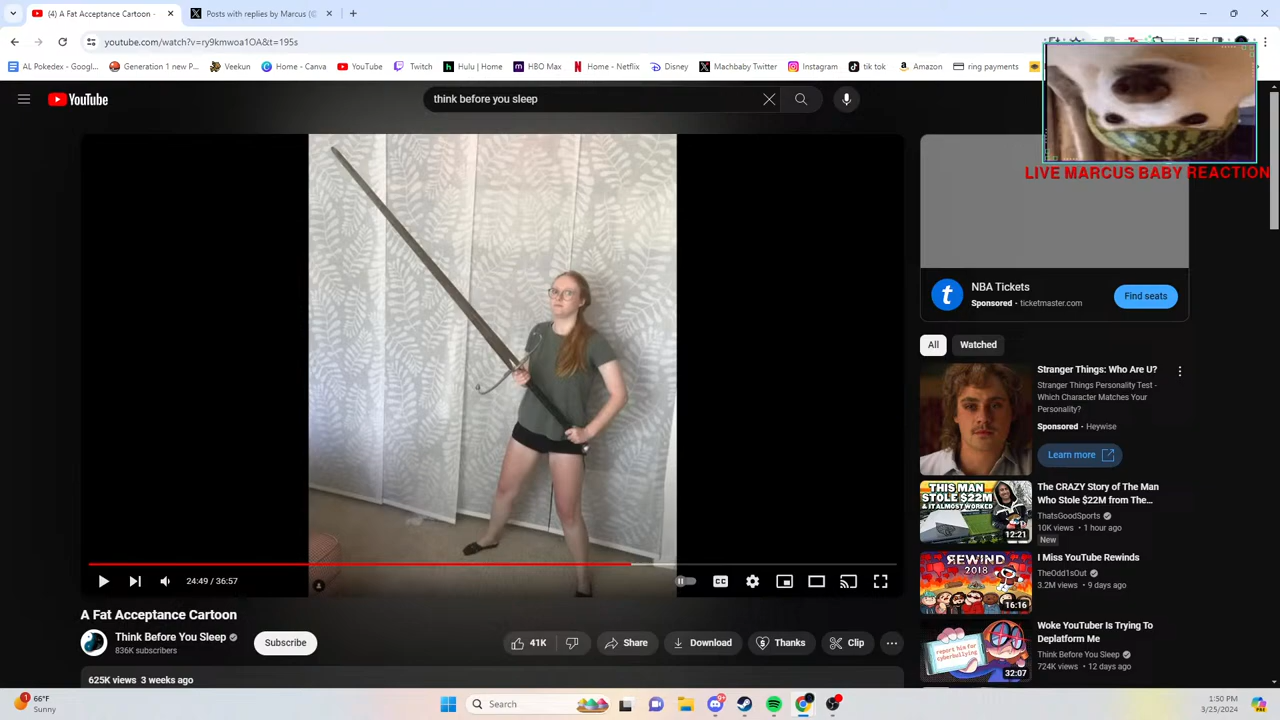 (4) A Fat Acceptance Cartoon -
Posts with replies by Marcus (
youtube.com/watch?v=ry9kmwoa1OA&t=195s
AL Pokedex - Googl...
Generation 1 new P...
Veekun
Home - Canva
YouTube
Twitch
Hulu | Home
HBO Max
Home - Netflix
Disney
Machbaby Twitter
Instagram
tik tok
Amazon
ring payments
YouTube
think before you sleep
LIVE MARCUS BABY REACTION
NBA Tickets
Sponsored · ticketmaster.com
Find seats
All
Watched
Stranger Things: Who Are U?
Stranger Things Personality Test -
Which Character Matches Your
Personality?
Sponsored · Heywise
Learn more
THIS MAN
STOLE $22M
& IT ALMOST WORKED
12:21
The CRAZY Story of The Man
Who Stole $22M from The...
ThatsGoodSports
10K views • 1 hour ago
New
REWIND
2018
16:16
I Miss YouTube Rewinds
TheOdd1sOut
3.2M views • 9 days ago
report him for
cyberbullying
32:07
Woke YouTuber Is Trying To
Deplatform Me
Think Before You Sleep
724K views • 12 days ago
24:49 / 36:57
CC
A Fat Acceptance Cartoon
Think Before You Sleep
836K subscribers
Subscribe
41K
Share
Download
Thanks
Clip
625K views 3 weeks ago
1
66°F
Sunny
Search
1:50 PM
3/25/2024